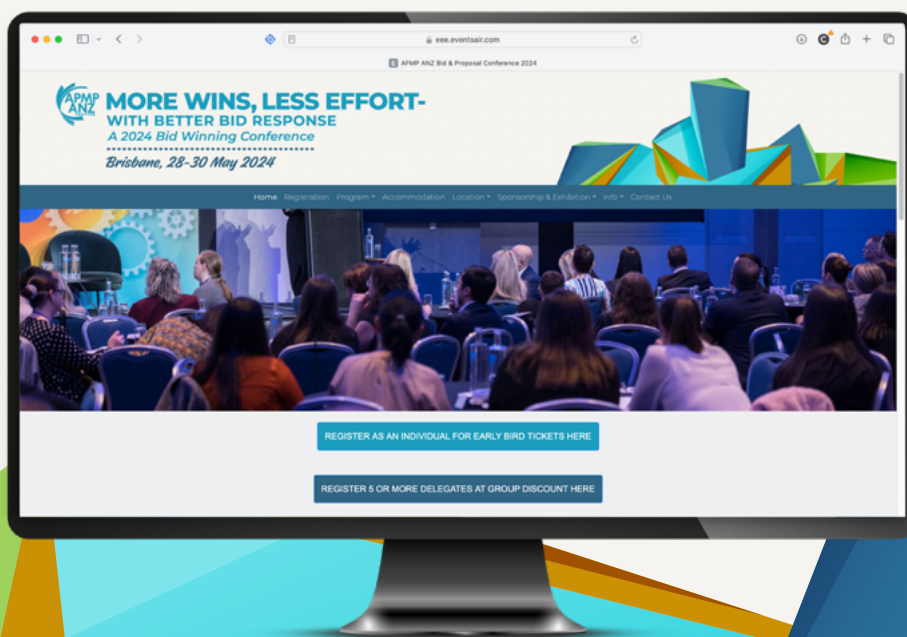 eee.eventsair.com
APMP ANZ Bid & Proposal Conference 2024
APMP
ANZ
MORE WINS, LESS EFFORT-
WITH BETTER BID RESPONSE
A 2024 Bid Winning Conference
Brisbane, 28-30 May 2024
Home Registration Program Accommodation Location Sponsorship & Exhibition Info Contact Us
REGISTER AS AN INDIVIDUAL FOR EARLY BIRD TICKETS HERE
REGISTER 5 OR MORE DELEGATES AT GROUP DISCOUNT HERE